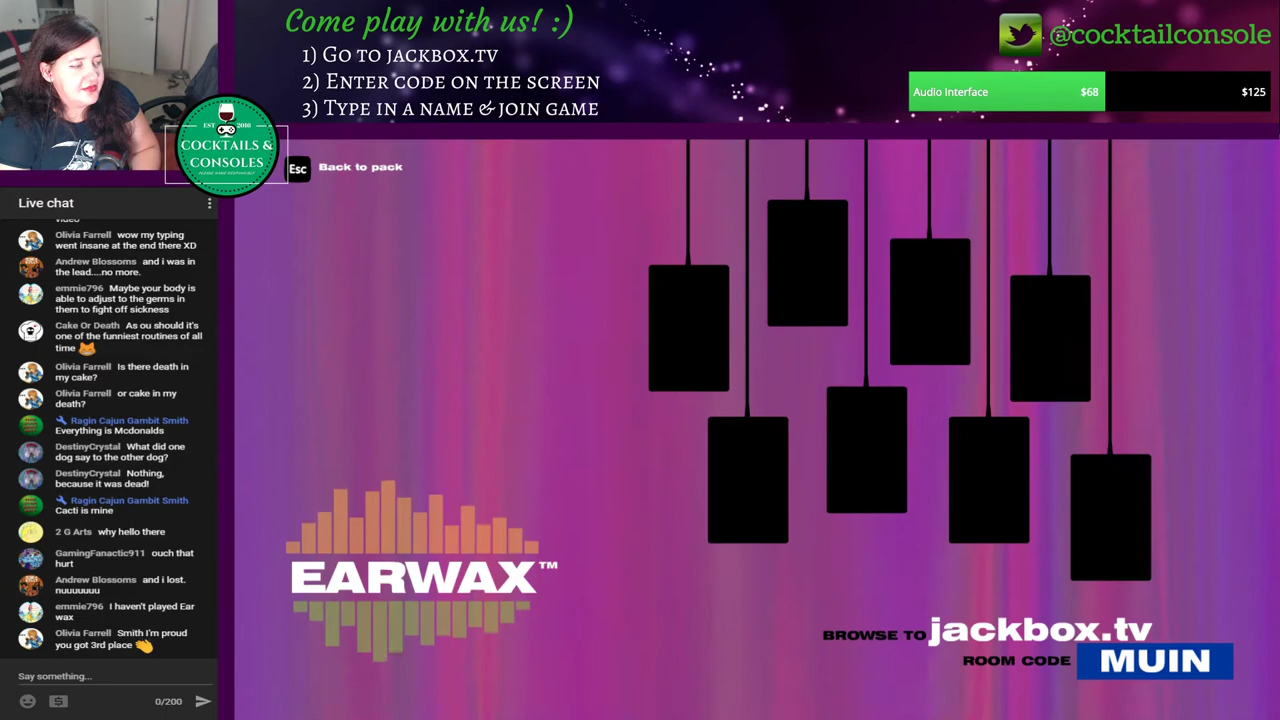 Come play with us! :)
1) Go to jackbox.tv
2) Enter code on the screen
3) Type in a name & join game
@cocktailconsole
Audio Interface $68 $125
EST 2016
COCKTAILS &
CONSOLES
Esc Back to pack
Live chat
video
Olivia Farrell wow my typing
went insane at the end there XD
Andrew Blossoms and i was in
the lead....no more.
emmie796 Maybe your body is
able to adjust to the germs in
them to fight off sickness
Cake Or Death As ou should it's
one of the funniest routines of all
time
Olivia Farrell Is there death in
my cake?
Olivia Farrell or cake in my
death?
Ragin Cajun Gambit Smith
Everything is Mcdonalds
DestinyCrystal What did one
dog say to the other dog?
DestinyCrystal Nothing,
because it was dead!
Ragin Cajun Gambit Smith
Cacti is mine
2 G Arts why hello there
GamingFanactic911 ouch that
hurt
Andrew Blossoms and i lost.
nuuuuuuu
emmie796 I haven't played Ear
wax
Olivia Farrell Smith I'm proud
you got 3rd place
Say something...
0/200
EARWAX™
BROWSE TO jackbox.tv
ROOM CODE MUIN